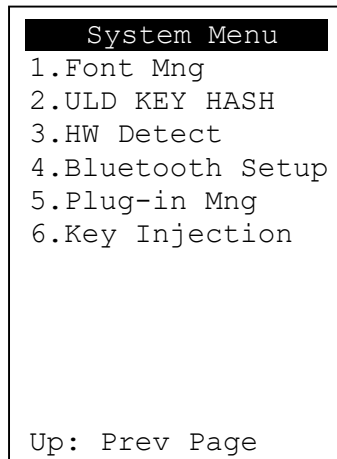 System Menu
1.Font Mng
2.ULD KEY HASH
3.HW Detect
4.Bluetooth Setup
5.Plug-in Mng
6.Key Injection
Up: Prev Page